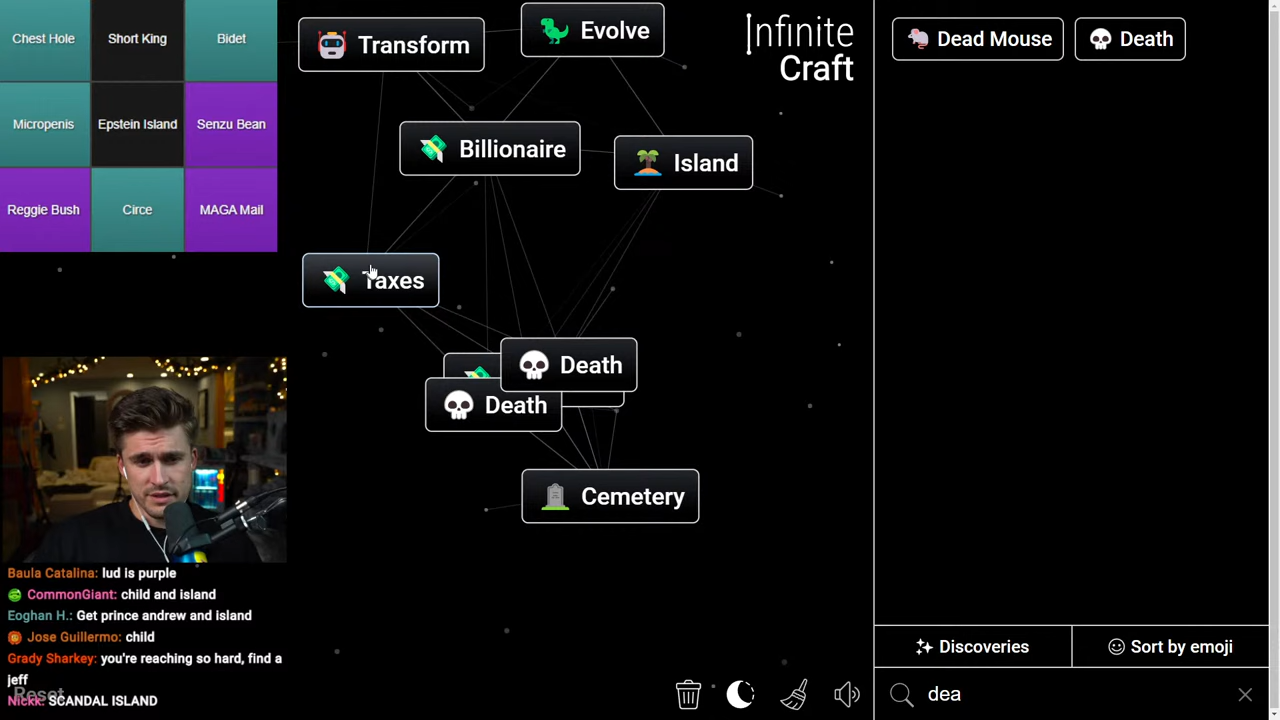 Chest Hole
Short King
Bidet
Micropenis
Epstein Island
Senzu Bean
Reggie Bush
Circe
MAGA Mail
Transform
Evolve
Infinite
Craft
Billionaire
Island
Taxes
Death
Death
Cemetery
Baula Catalina: lud is purple
CommonGiant: child and island
Eoghan H.: Get prince andrew and island
Jose Guillermo: child
Grady Sharkey: you're reaching so hard, find a
jeff
Nickk: SCANDAL ISLAND
Reset
Dead Mouse
Death
Discoveries
Sort by emoji
dea